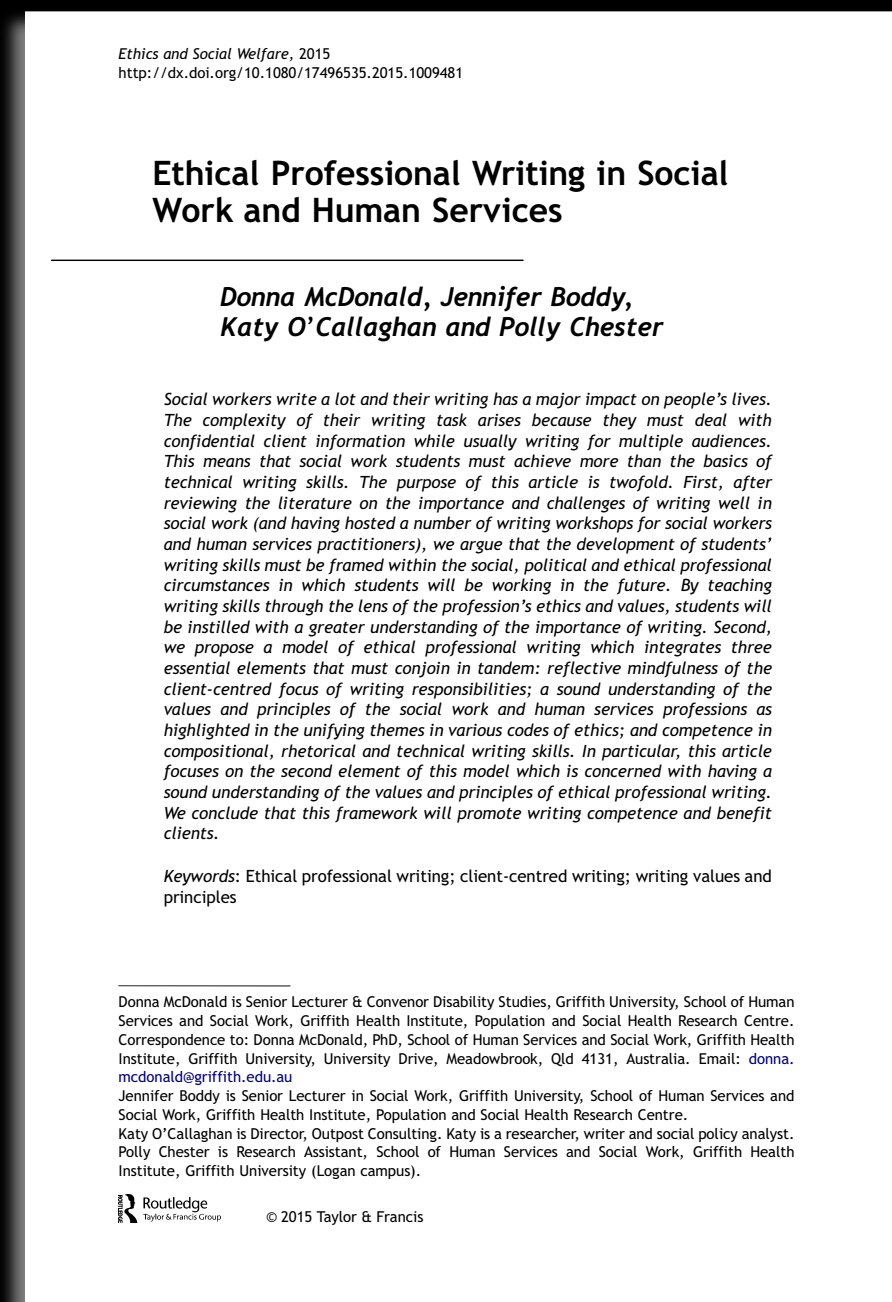 Ethics and Social Welfare, 2015
http://dx.doi.org/10.1080/17496535.2015.1009481
Ethical Professional Writing in Social
Work and Human Services
Donna McDonald, Jennifer Boddy,
Katy O’Callaghan and Polly Chester
Social workers write a lot and their writing has a major impact on people’s lives.
The complexity of their writing task arises because they must deal with
confidential client information while usually writing for multiple audiences.
This means that social work students must achieve more than the basics of
technical writing skills. The purpose of this article is twofold. First, after
reviewing the literature on the importance and challenges of writing well in
social work (and having hosted a number of writing workshops for social workers
and human services practitioners), we argue that the development of students’
writing skills must be framed within the social, political and ethical professional
circumstances in which students will be working in the future. By teaching
writing skills through the lens of the profession’s ethics and values, students will
be instilled with a greater understanding of the importance of writing. Second,
we propose a model of ethical professional writing which integrates three
essential elements that must conjoin in tandem: reflective mindfulness of the
client-centred focus of writing responsibilities; a sound understanding of the
values and principles of the social work and human services professions as
highlighted in the unifying themes in various codes of ethics; and competence in
compositional, rhetorical and technical writing skills. In particular, this article
focuses on the second element of this model which is concerned with having a
sound understanding of the values and principles of ethical professional writing.
We conclude that this framework will promote writing competence and benefit
clients.
Keywords: Ethical professional writing; client-centred writing; writing values and
principles
Donna McDonald is Senior Lecturer & Convenor Disability Studies, Griffith University, School of Human
Services and Social Work, Griffith Health Institute, Population and Social Health Research Centre.
Correspondence to: Donna McDonald, PhD, School of Human Services and Social Work, Griffith Health
Institute, Griffith University, University Drive, Meadowbrook, Qld 4131, Australia. Email: donna.
mcdonald@griffith.edu.au
Jennifer Boddy is Senior Lecturer in Social Work, Griffith University, School of Human Services and
Social Work, Griffith Health Institute, Population and Social Health Research Centre.
Katy O’Callaghan is Director, Outpost Consulting. Katy is a researcher, writer and social policy analyst.
Polly Chester is Research Assistant, School of Human Services and Social Work, Griffith Health
Institute, Griffith University (Logan campus).
ROUTLEDGE
Routledge
Taylor & Francis Group
© 2015 Taylor & Francis